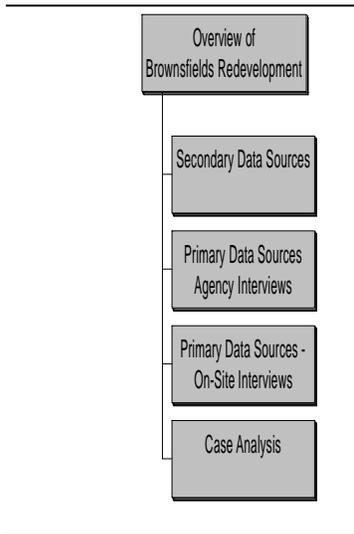 Overview of
Brownsfields Redevelopment
Secondary Data Sources
Primary Data Sources
Agency Interviews
Primary Data Sources -
On-Site Interviews
Case Analysis